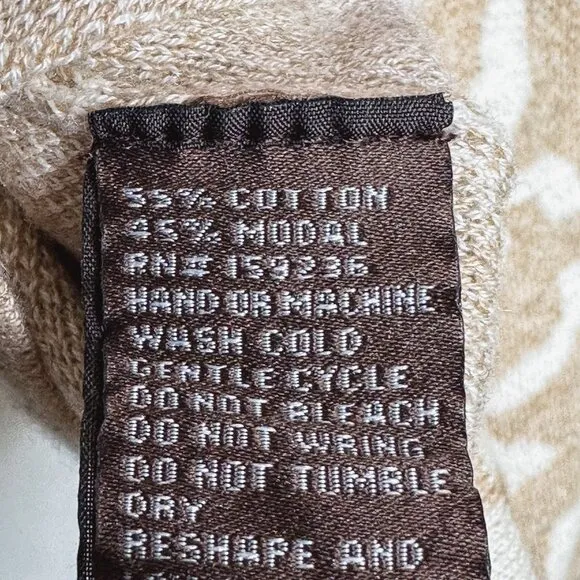 55% COTTON
45% MODAL
RN# 159236
HAND OR MACHINE
WASH COLD
GENTLE CYCLE
DO NOT BLEACH
DO NOT WRING
DO NOT TUMBLE
DRY
RESHAPE AND